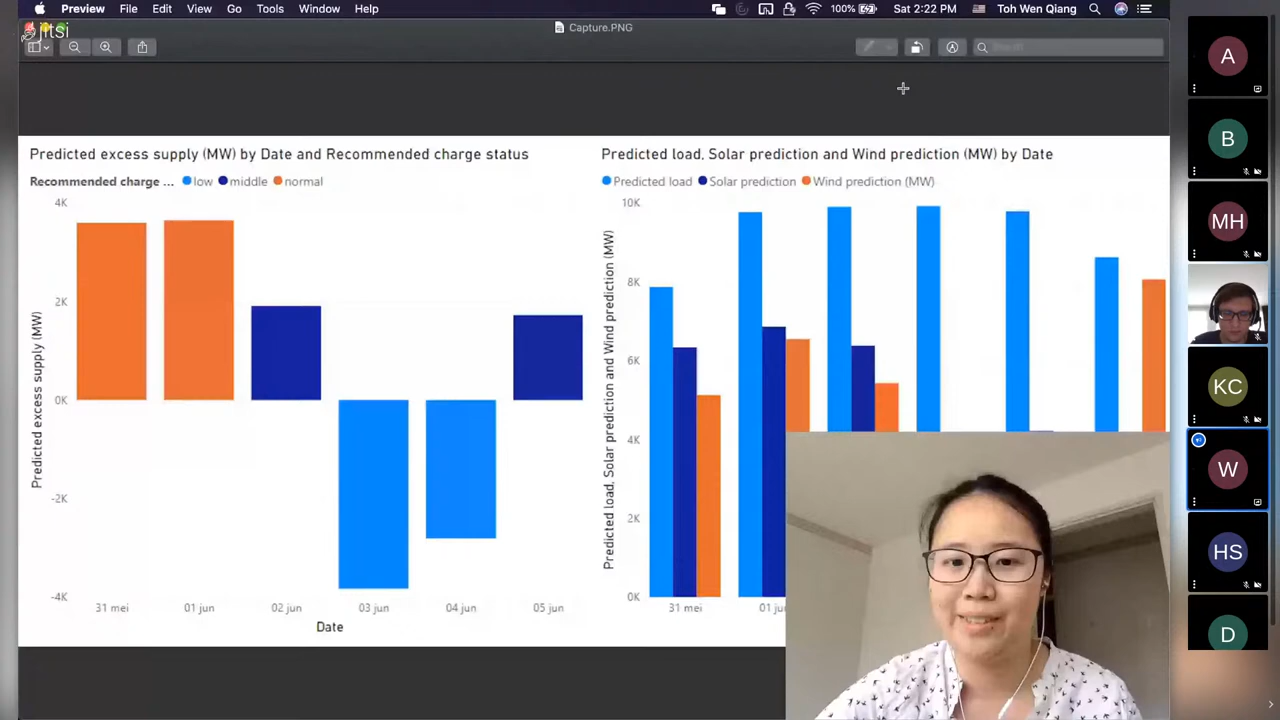 Preview File Edit View Go Tools Window Help 100% Sat 2:22 PM Toh Wen Qiang
jitsi
Capture.PNG
Search
Predicted excess supply (MW) by Date and Recommended charge status
Recommended charge ... low middle normal
4K
2K
0K
-2K
-4K
Predicted excess supply (MW)
31 mei 01 jun 02 jun 03 jun 04 jun 05 jun
Date
Predicted load, Solar prediction and Wind prediction (MW) by Date
Predicted load Solar prediction Wind prediction (MW)
10K
8K
6K
4K
2K
0K
Predicted load, Solar prediction and Wind prediction (MW)
31 mei 01 ju
A
B
MH
KC
W
HS
D